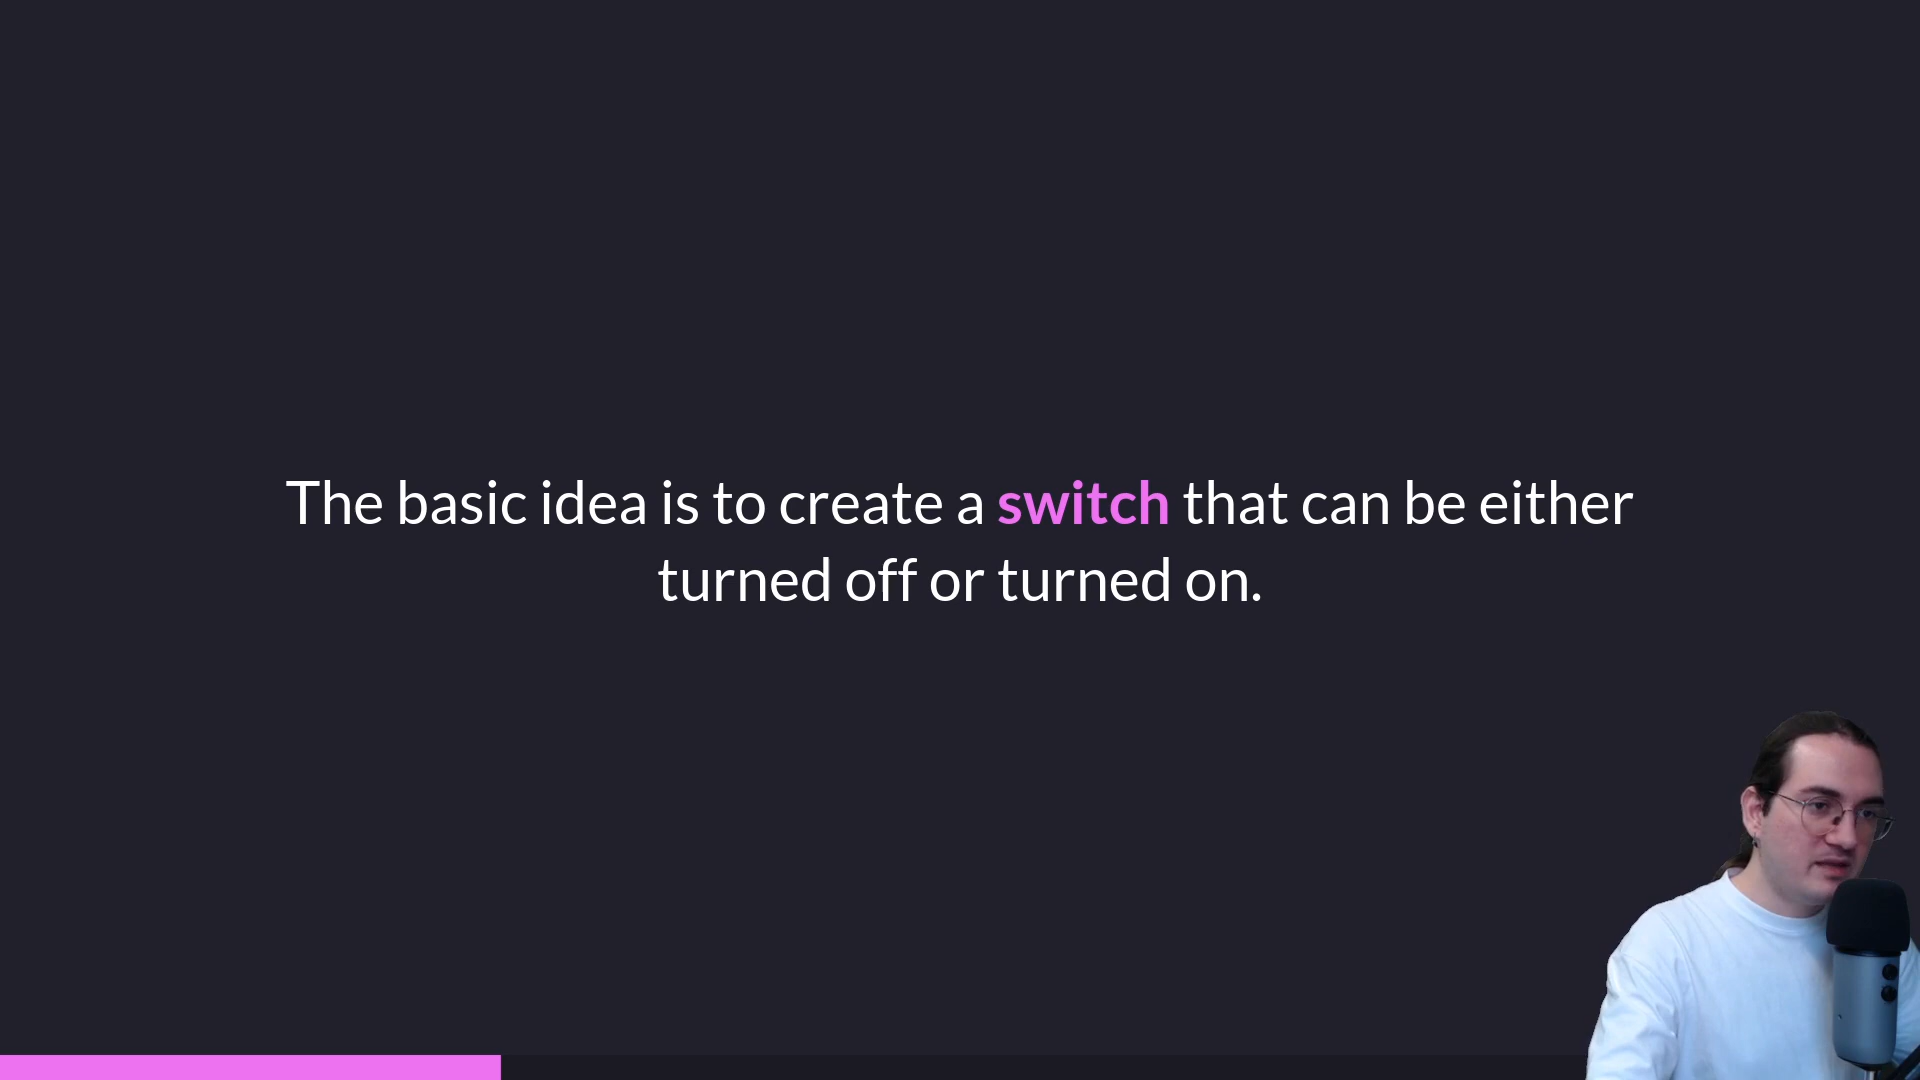 The basic idea is to create a switch that can be either
turned off or turned on.